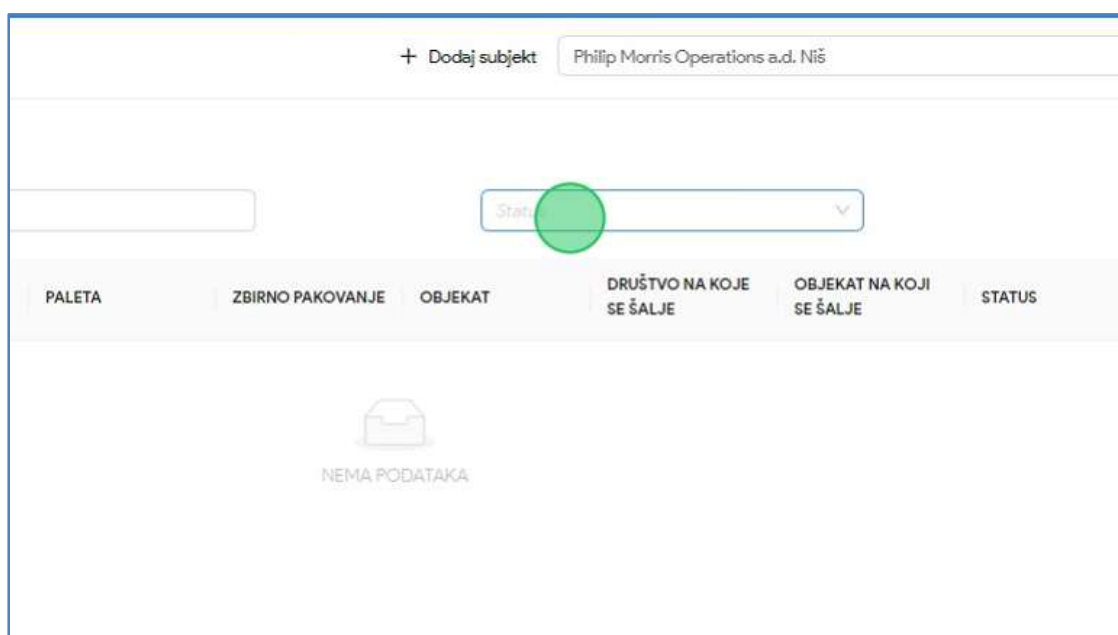 + Dodaj subjekt
Philip Morris Operations a.d. Niš
Status
PALETA
ZBIRNO PAKOVANJE
OBJEKAT
DRUŠTVO NA KOJE
SE ŠALJE
OBJEKAT NA KOJI
SE ŠALJE
STATUS
NEMA PODATAKA